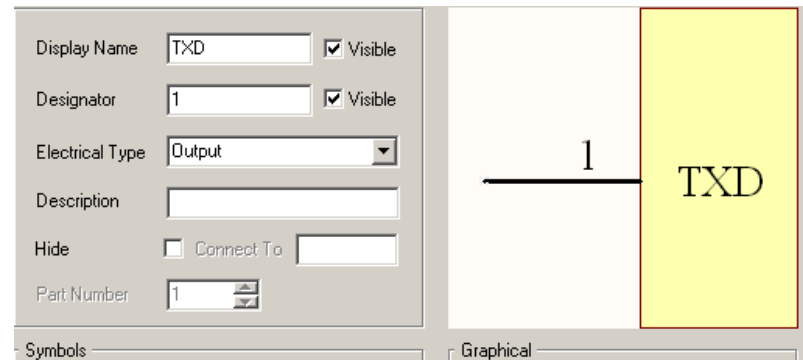 Display Name TXD Visible
Designator 1 Visible
Electrical Type Output
Description
Hide Connect To
Part Number 1
Symbols
1
TXD
Graphical